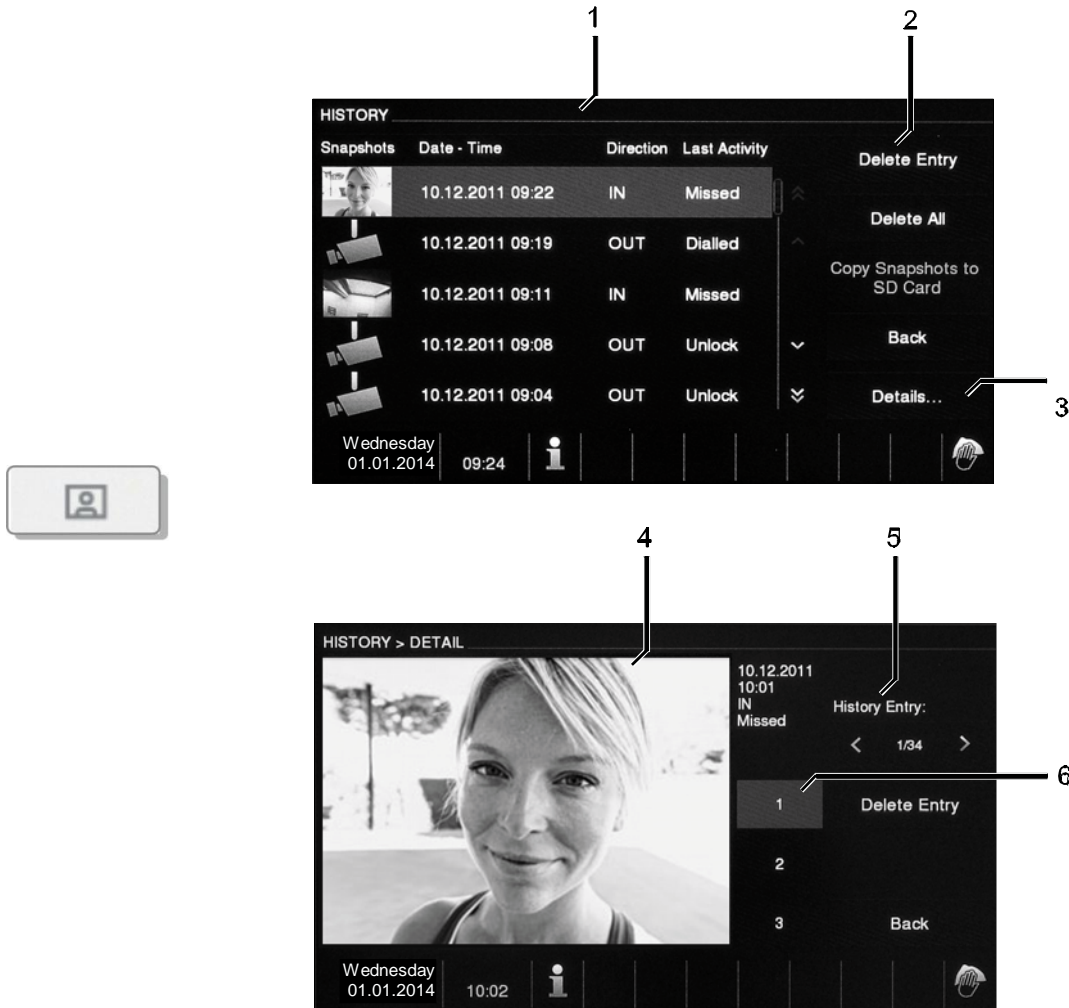 1
2
HISTORY
Snapshots Date - Time Direction Last Activity
Delete Entry
10.12.2011 09:22 IN Missed
Delete All
10.12.2011 09:19 OUT Dialled
Copy Snapshots to
SD Card
10.12.2011 09:11 IN Missed
Back
10.12.2011 09:08 OUT Unlock
10.12.2011 09:04 OUT Unlock
Details...
3
Wednesday
01.01.2014
09:24
4
5
HISTORY > DETAIL
10.12.2011
10:01
IN
Missed
History Entry:
< 1/34 >
6
1
Delete Entry
2
3
Back
Wednesday
01.01.2014
10:02